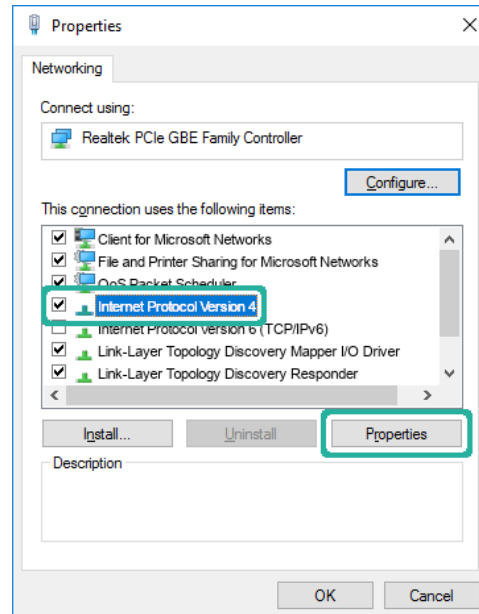 Properties
Networking
Connect using:
Realtek PCIe GBE Family Controller
Configure...
This connection uses the following items:
Client for Microsoft Networks
File and Printer Sharing for Microsoft Networks
QoS Packet Scheduler
Internet Protocol Version 4
Internet Protocol Version 6 (TCP/IPv6)
Link-Layer Topology Discovery Mapper I/O Driver
Link-Layer Topology Discovery Responder
Install... Uninstall Properties
Description
OK Cancel